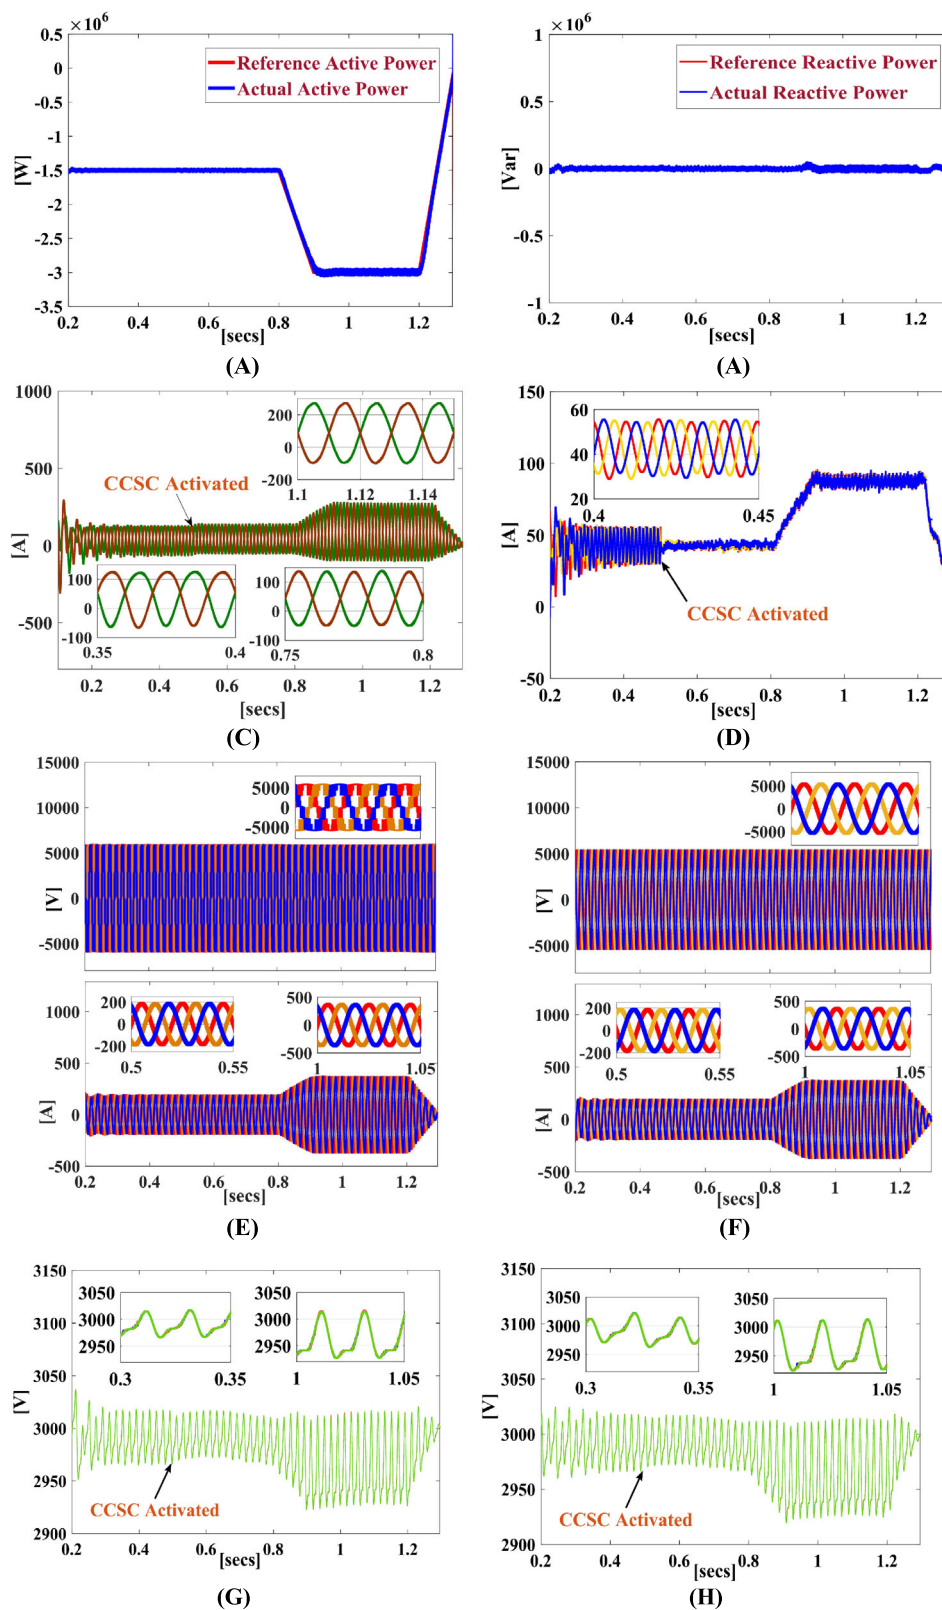 ×10⁶
0.5
0
-0.5
-1
-1.5
-2
-2.5
-3
-3.5
[W]
Reference Active Power
Actual Active Power
0.2 0.4 0.6 0.8 1 1.2
[secs]
(A)
×10⁶
1
0.5
0
-0.5
-1
[Var]
Reference Reactive Power
Actual Reactive Power
0.2 0.4 0.6 0.8 1 1.2
[secs]
(A)
1000
500
0
-500
[A]
200
0
-200
1.1 1.12 1.14
CCSC Activated
100
0
-100
0.35 0.4
100
0
-100
0.75 0.8
0.2 0.4 0.6 0.8 1 1.2
[secs]
(C)
150
100
50
0
-50
[A]
60
40
20
0.4 0.45
CCSC Activated
0.2 0.4 0.6 0.8 1 1.2
[secs]
(D)
15000
10000
5000
0
-5000
[V]
5000
0
-5000
1000
500
0
-500
[A]
200
0
-200
0.5 0.55
500
0
-500
1 1.05
0.2 0.4 0.6 0.8 1 1.2
[secs]
(E)
15000
10000
5000
0
-5000
[V]
5000
0
-5000
1000
500
0
-500
[A]
200
0
-200
0.5 0.55
500
0
-500
1 1.05
0.2 0.4 0.6 0.8 1 1.2
[secs]
(F)
3150
3100
3050
3000
2950
2900
[V]
3050
3000
2950
0.3 0.35
3050
3000
2950
1 1.05
CCSC Activated
0.2 0.4 0.6 0.8 1 1.2
[secs]
(G)
3150
3100
3050
3000
2950
2900
[V]
3050
3000
2950
0.3 0.35
3050
3000
2950
1 1.05
CCSC Activated
0.2 0.4 0.6 0.8 1 1.2
[secs]
(H)